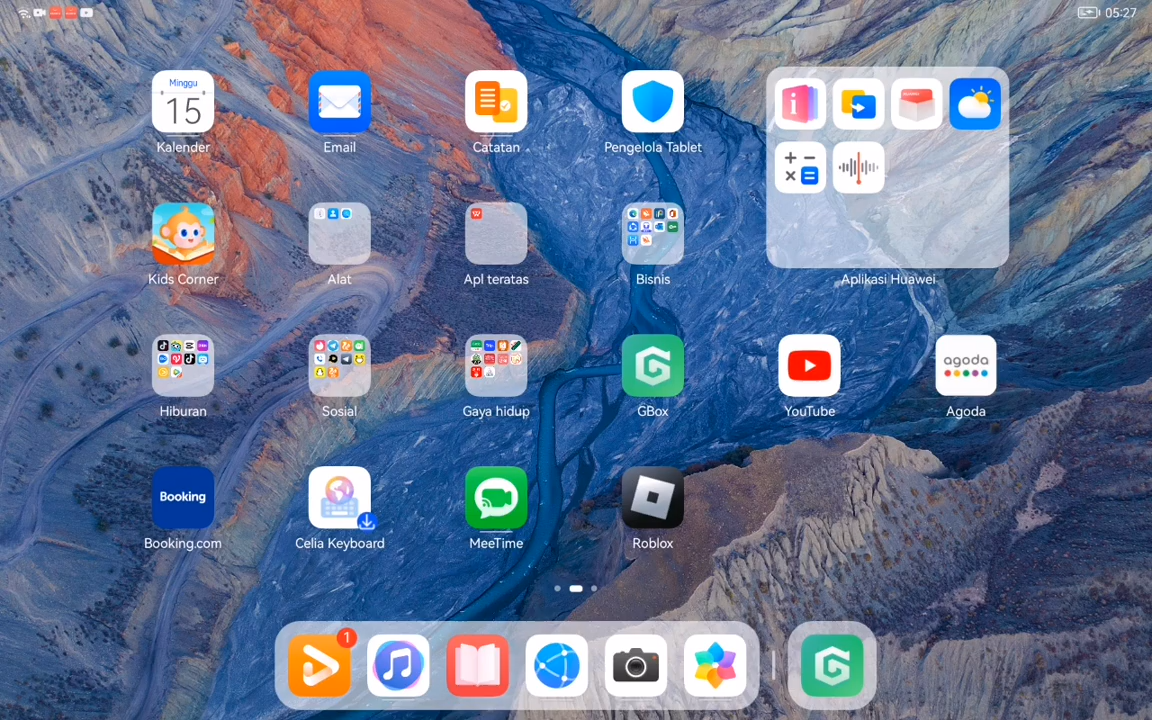 05:27
Minggu
15
Kalender
Email
Catatan
Pengelola Tablet
Kids Corner
Alat
Apl teratas
Bisnis
Aplikasi Huawei
Hiburan
Sosial
Gaya hidup
GBox
YouTube
agoda
Agoda
Booking
Booking.com
Celia Keyboard
MeeTime
Roblox
1